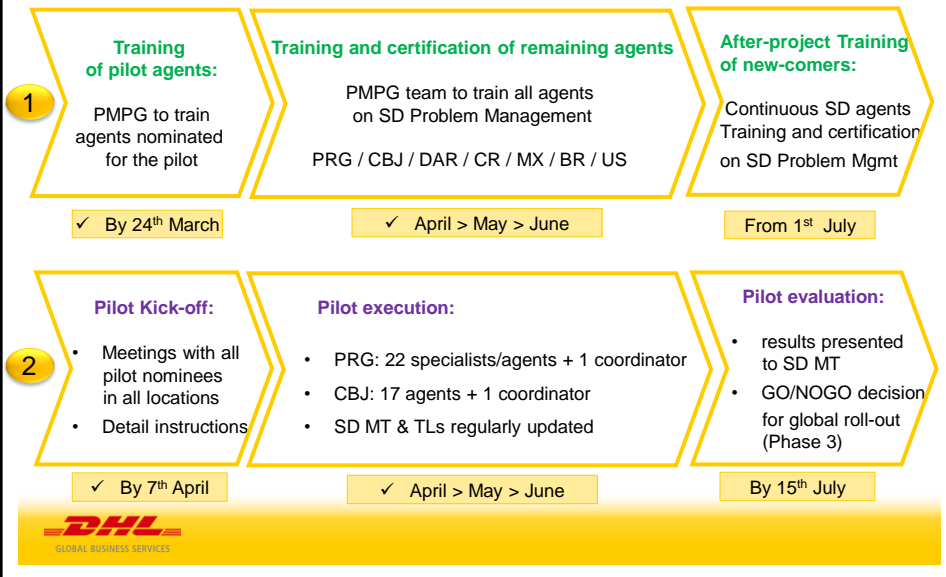 1
Training
of pilot agents:
PMPG to train
agents nominated
for the pilot
✓ By 24th March
Training and certification of remaining agents
PMPG team to train all agents
on SD Problem Management
PRG / CBJ / DAR / CR / MX / BR / US
✓ April > May > June
After-project Training
of new-comers:
Continuous SD agents
Training and certification
on SD Problem Mgmt
From 1st July
2
Pilot Kick-off:
• Meetings with all
pilot nominees
in all locations
• Detail instructions
✓ By 7th April
Pilot execution:
• PRG: 22 specialists/agents + 1 coordinator
• CBJ: 17 agents + 1 coordinator
• SD MT & TLs regularly updated
✓ April > May > June
Pilot evaluation:
• results presented
to SD MT
• GO/NOGO decision
for global roll-out
(Phase 3)
By 15th July
DHL
GLOBAL BUSINESS SERVICES